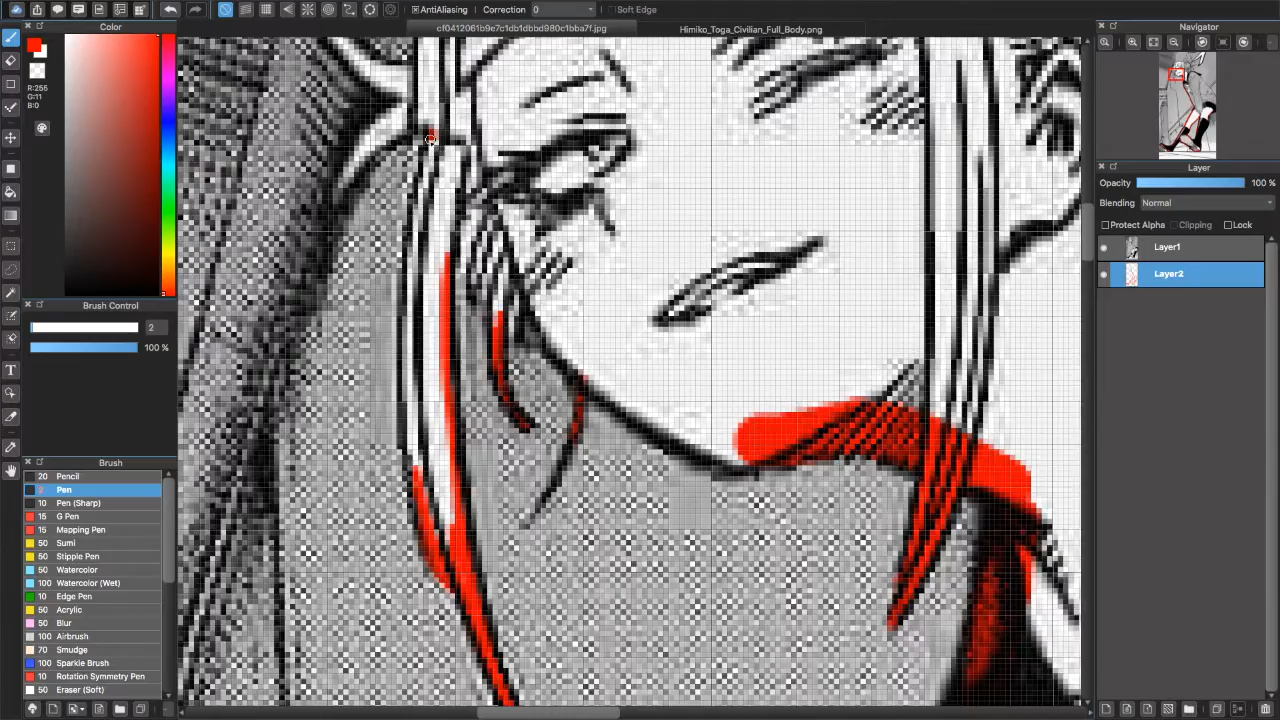 AntiAliasing Correction 0 Soft Edge
Color
cf0412061b9e7c1db1dbbd980c1bba7f.jpg
Himiko_Toga_Civilian_Full_Body.png
Navigator
R:255
G:11
B:0
Brush Control
2
100 %
Brush
20 Pencil
2 Pen
10 Pen (Sharp)
15 G Pen
15 Mapping Pen
50 Sumi
50 Stipple Pen
50 Watercolor
100 Watercolor (Wet)
10 Edge Pen
50 Acrylic
50 Blur
100 Airbrush
70 Smudge
100 Sparkle Brush
10 Rotation Symmetry Pen
50 Eraser (Soft)
Layer
Opacity 100 %
Blending Normal
Protect Alpha Clipping Lock
Layer1
Layer2